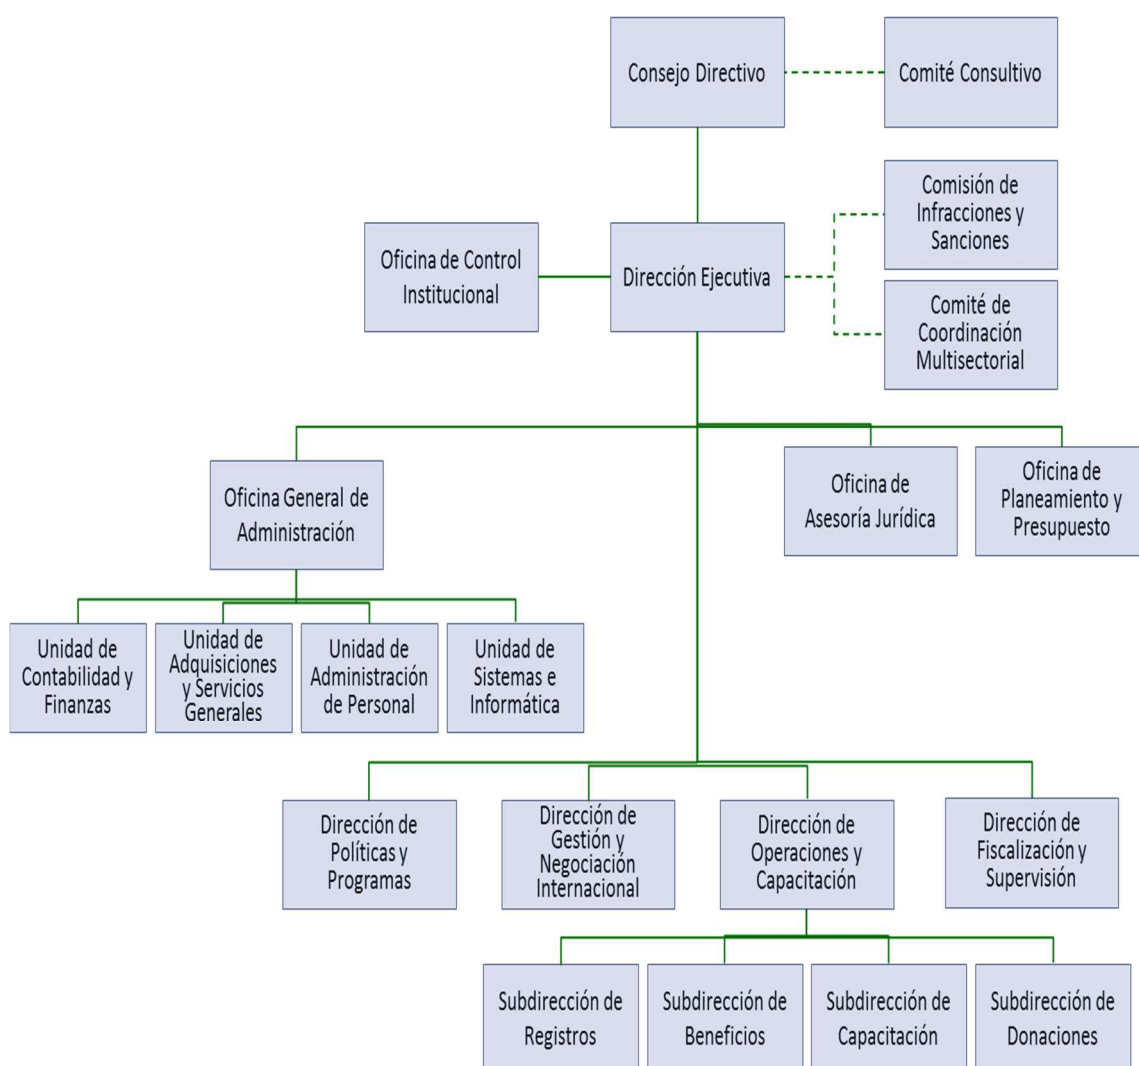 Consejo Directivo
Comité Consultivo
Comisión de
Infracciones y
Sanciones
Oficina de Control
Institucional
Dirección Ejecutiva
Comité de
Coordinación
Multisectorial
Oficina General de
Administración
Oficina de
Asesoría Jurídica
Oficina de
Planeamiento y
Presupuesto
Unidad de
Contabilidad y
Finanzas
Unidad de
Adquisiciones
y Servicios
Generales
Unidad de
Administración
de Personal
Unidad de
Sistemas e
Informática
Dirección de
Políticas y
Programas
Dirección de
Gestión y
Negociación
Internacional
Dirección de
Operaciones y
Capacitación
Dirección de
Fiscalización y
Supervisión
Subdirección de
Registros
Subdirección de
Beneficios
Subdirección de
Capacitación
Subdirección de
Donaciones